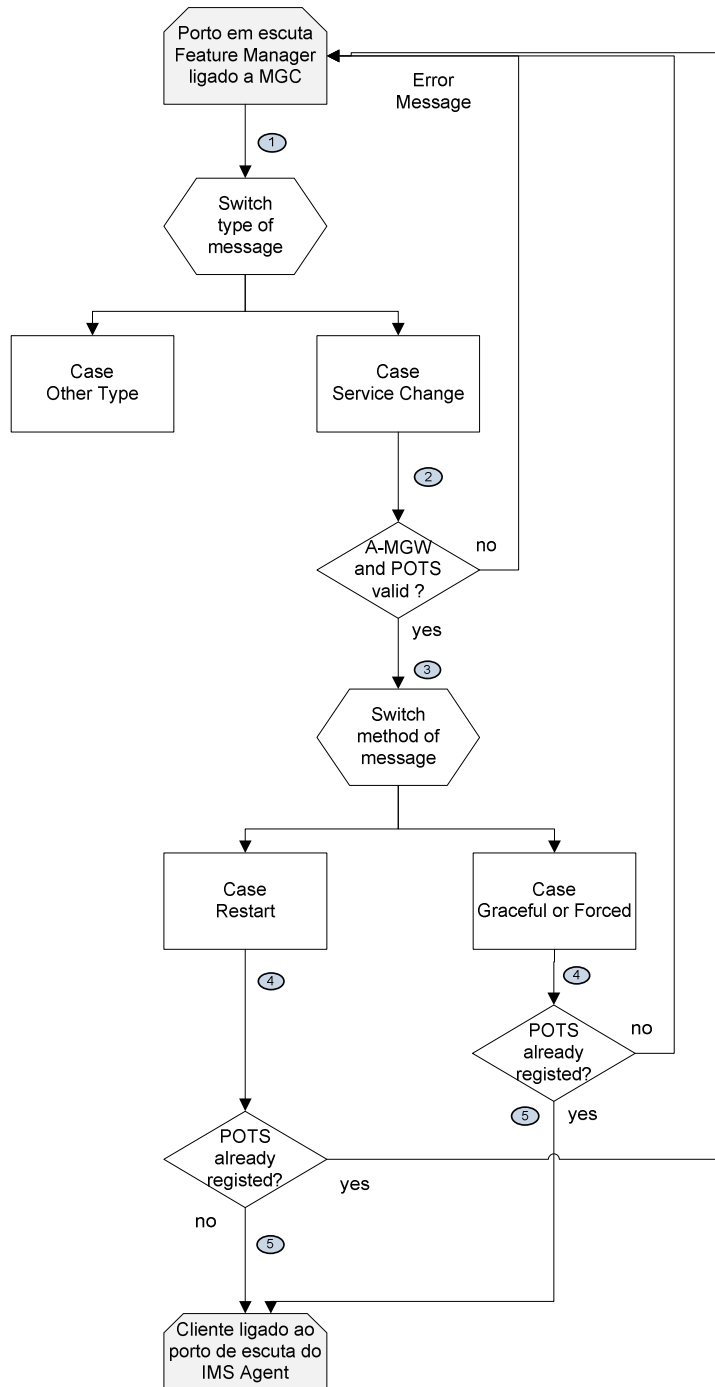 Porto em escuta
Feature Manager
ligado a MGC
Error
Message
1
Switch
type of
message
Case
Other Type
Case
Service Change
2
A-MGW
and POTS
valid ?
no
yes
3
Switch
method of
message
Case
Restart
Case
Graceful or Forced
4
4
POTS
already
registed?
no
5
yes
POTS
already
registed?
yes
no
5
Cliente ligado ao
porto de escuta do
IMS Agent